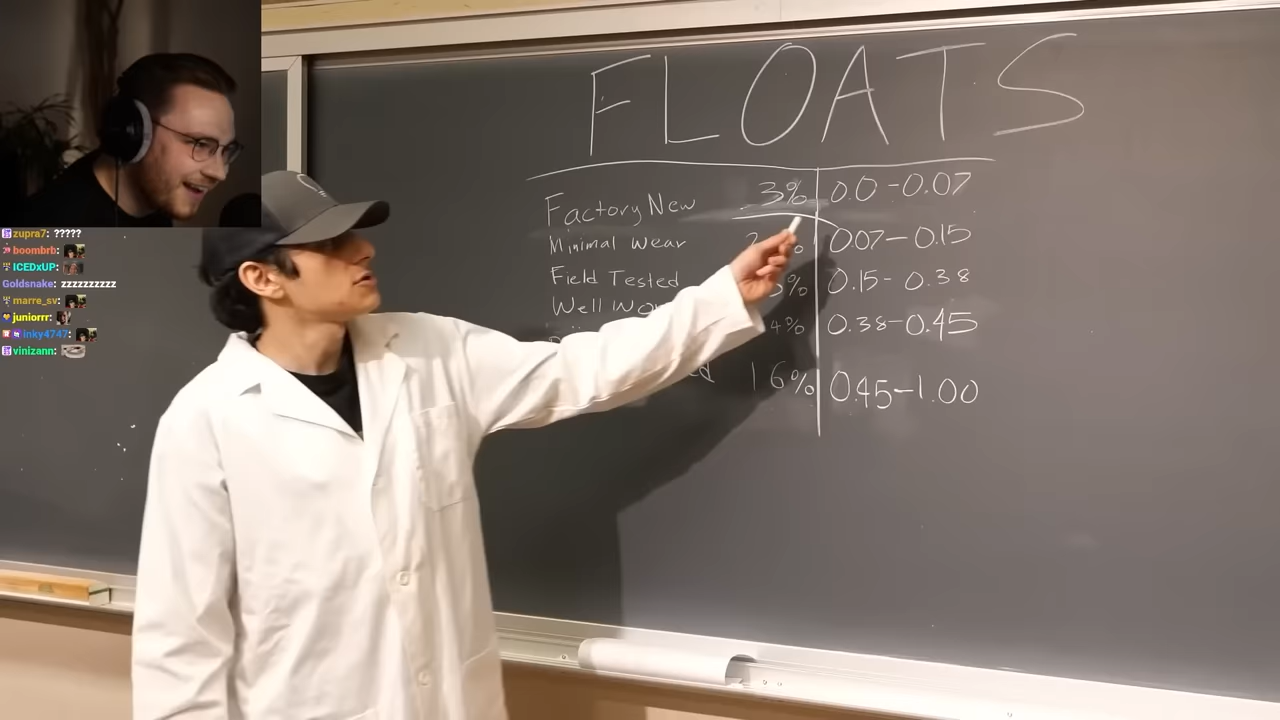 FLOATS
Factory New 3% 0.0-0.07
Minimal Wear % 0.07-0.15
Field Tested % 0.15-0.38
Well 4% 0.38-0.45
16% 0.45-1.00
zupra7: ?????
boombrb:
ICEDxUP:
Goldsnake: zzzzzzzzzz
marre_sv:
juniorrr:
inky4747:
vinizann: